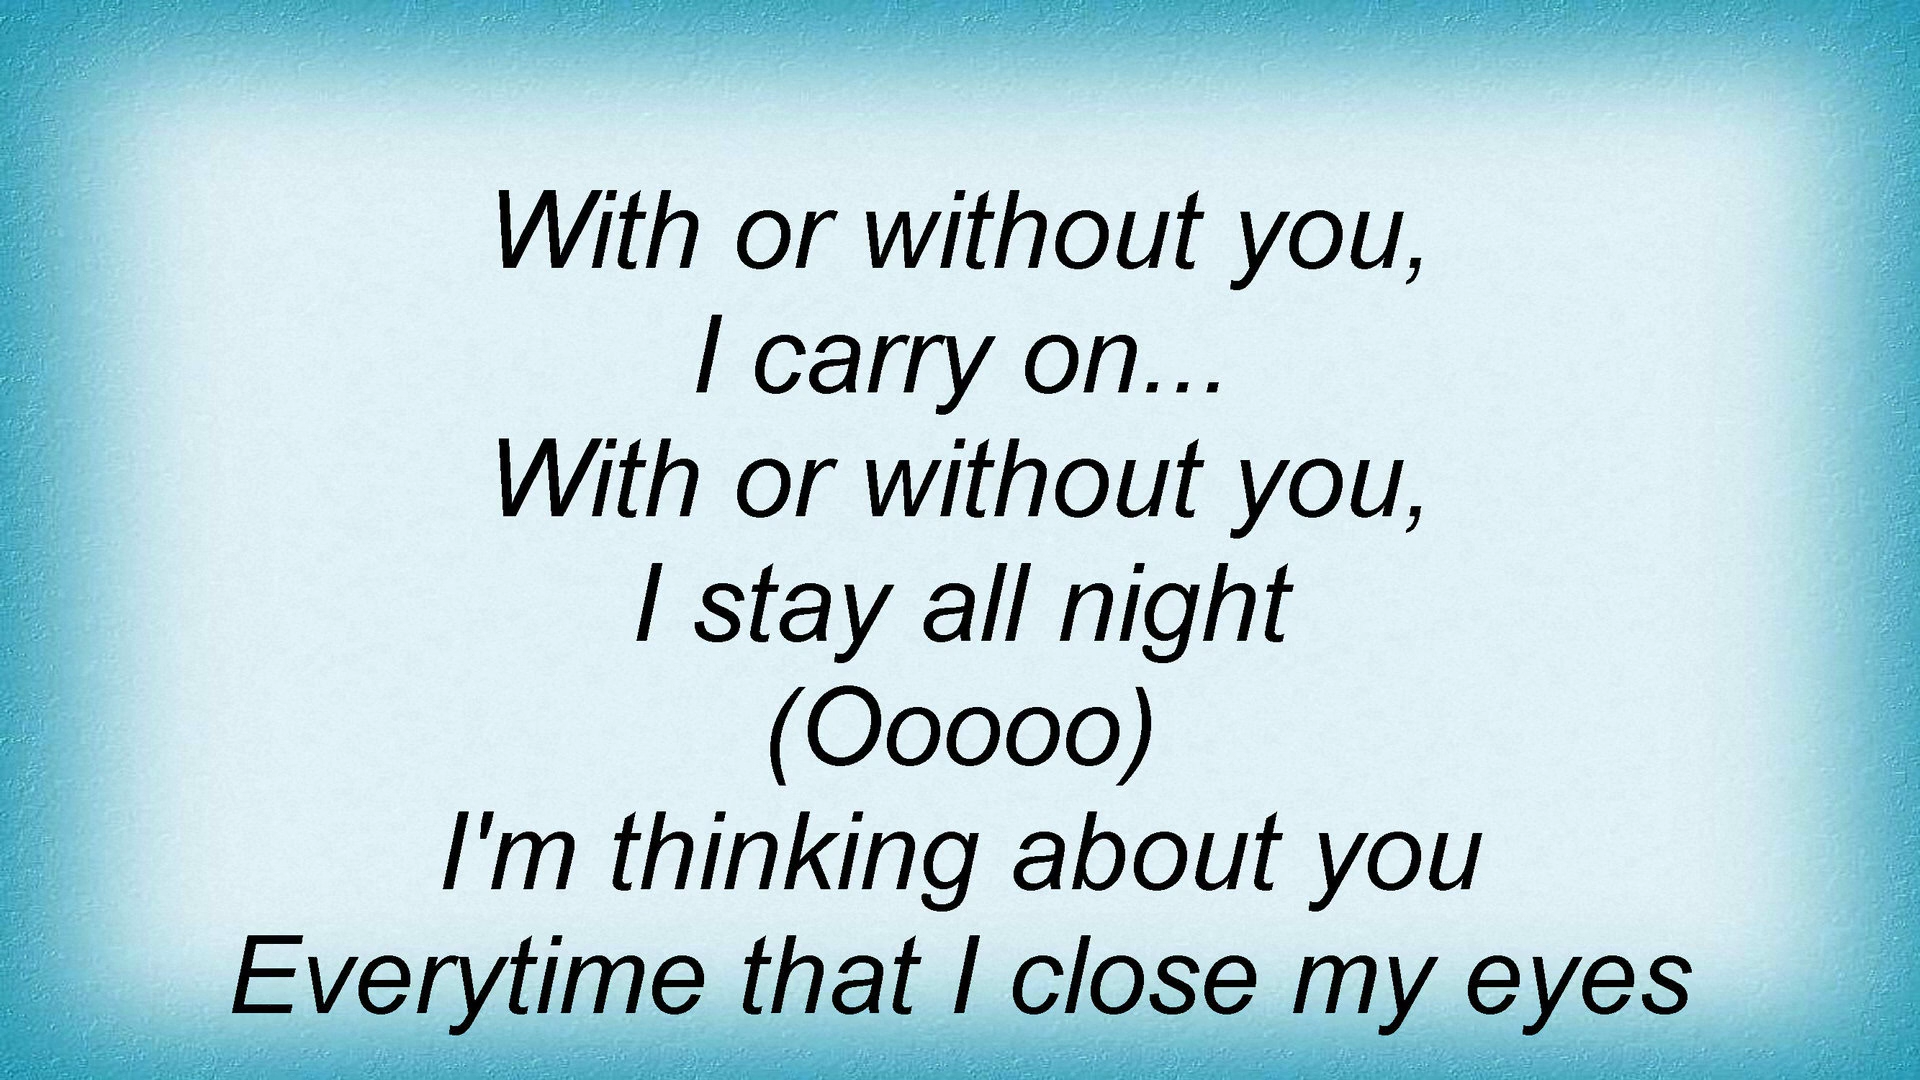 With or without you,
I carry on...
With or without you,
I stay all night
(Ooooo)
I'm thinking about you
Everytime that I close my eyes